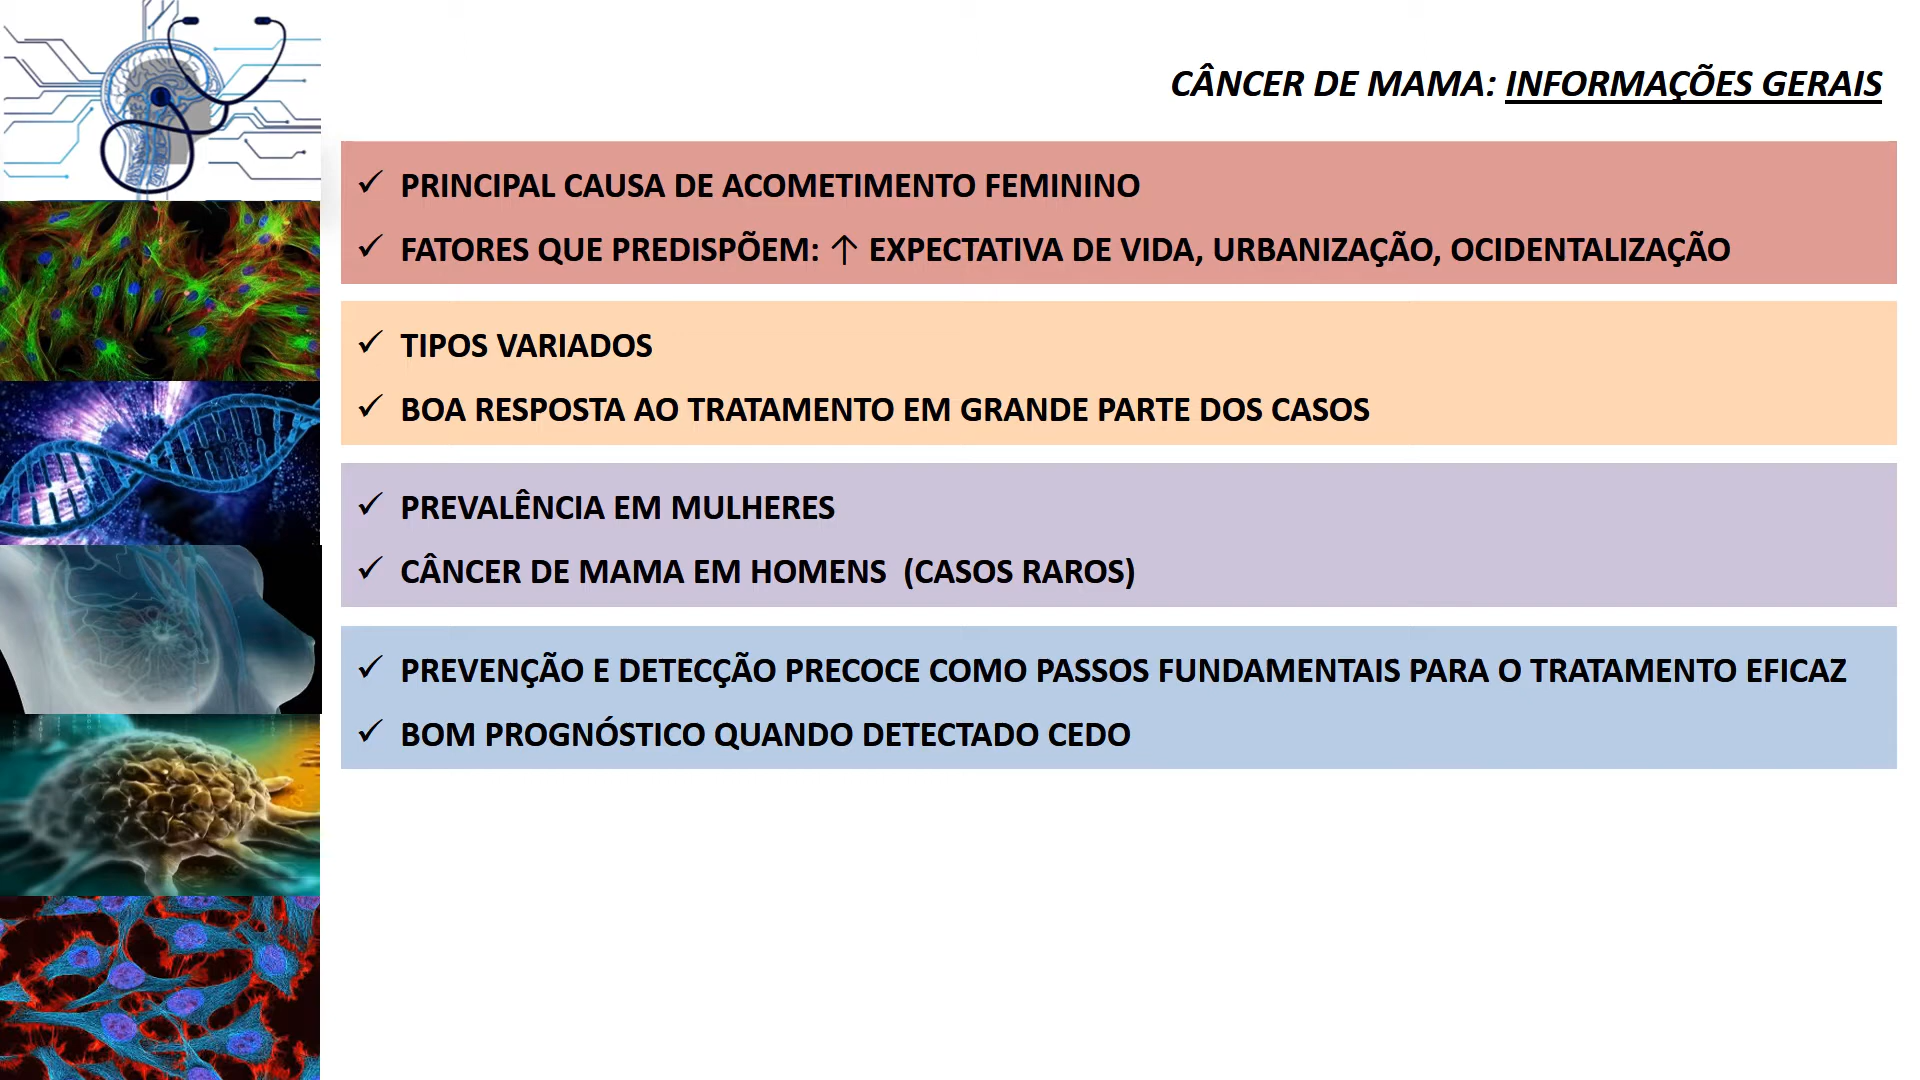 CÂNCER DE MAMA: INFORMAÇÕES GERAIS
✓ PRINCIPAL CAUSA DE ACOMETIMENTO FEMININO
✓ FATORES QUE PREDISPÕEM: ↑ EXPECTATIVA DE VIDA, URBANIZAÇÃO, OCIDENTALIZAÇÃO
✓ TIPOS VARIADOS
✓ BOA RESPOSTA AO TRATAMENTO EM GRANDE PARTE DOS CASOS
✓ PREVALÊNCIA EM MULHERES
✓ CÂNCER DE MAMA EM HOMENS (CASOS RAROS)
✓ PREVENÇÃO E DETECÇÃO PRECOCE COMO PASSOS FUNDAMENTAIS PARA O TRATAMENTO EFICAZ
✓ BOM PROGNÓSTICO QUANDO DETECTADO CEDO